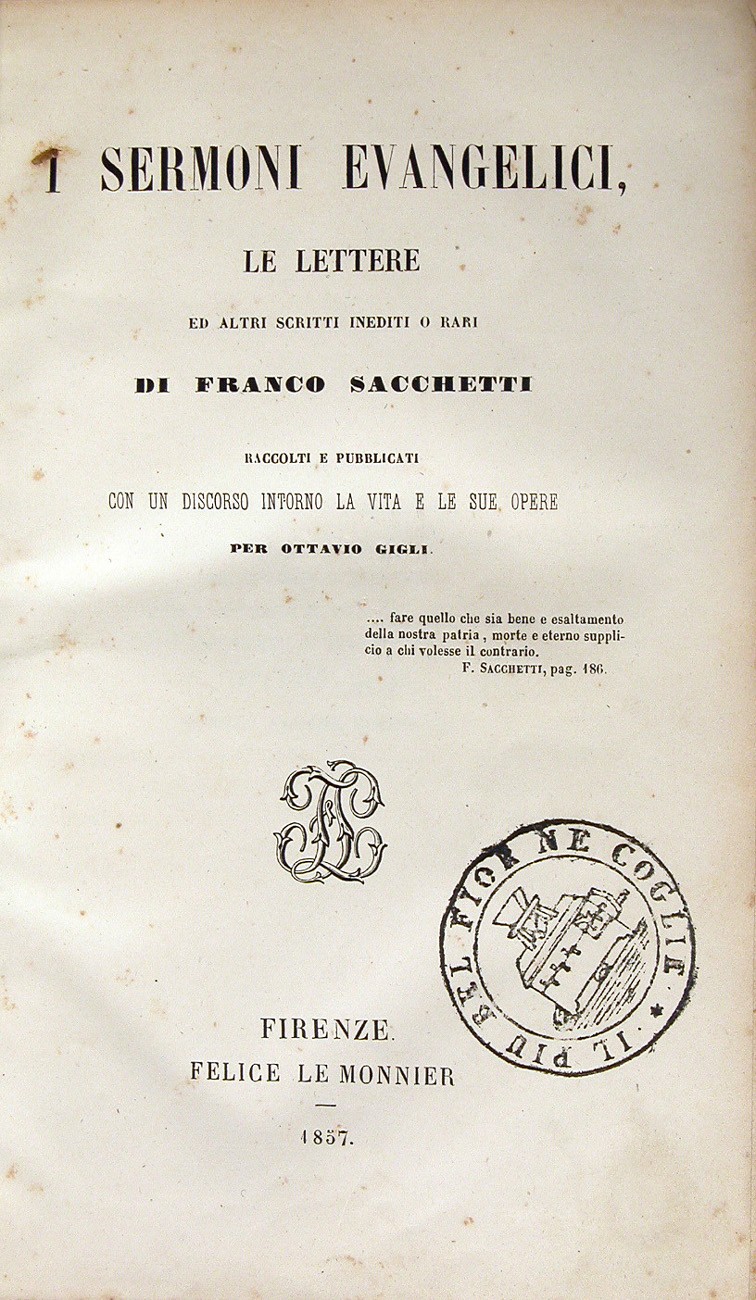 I SERMONI EVANGELICI,
LE LETTERE
ED ALTRI SCRITTI INEDITI O RARI
DI FRANCO SACCHETTI
RACCOLTI E PUBBLICATI
CON UN DISCORSO INTORNO LA VITA E LE SUE OPERE
PER OTTAVIO GIGLI.
.... fare quello che sia bene e esaltamento
della nostra patria, morte e eterno suppli-
cio a chi volesse il contrario.
F. SACCHETTI, pag. 186.
IL PIU BEL FIOR NE COGLIE
FIRENZE.
FELICE LE MONNIER
—
1857.